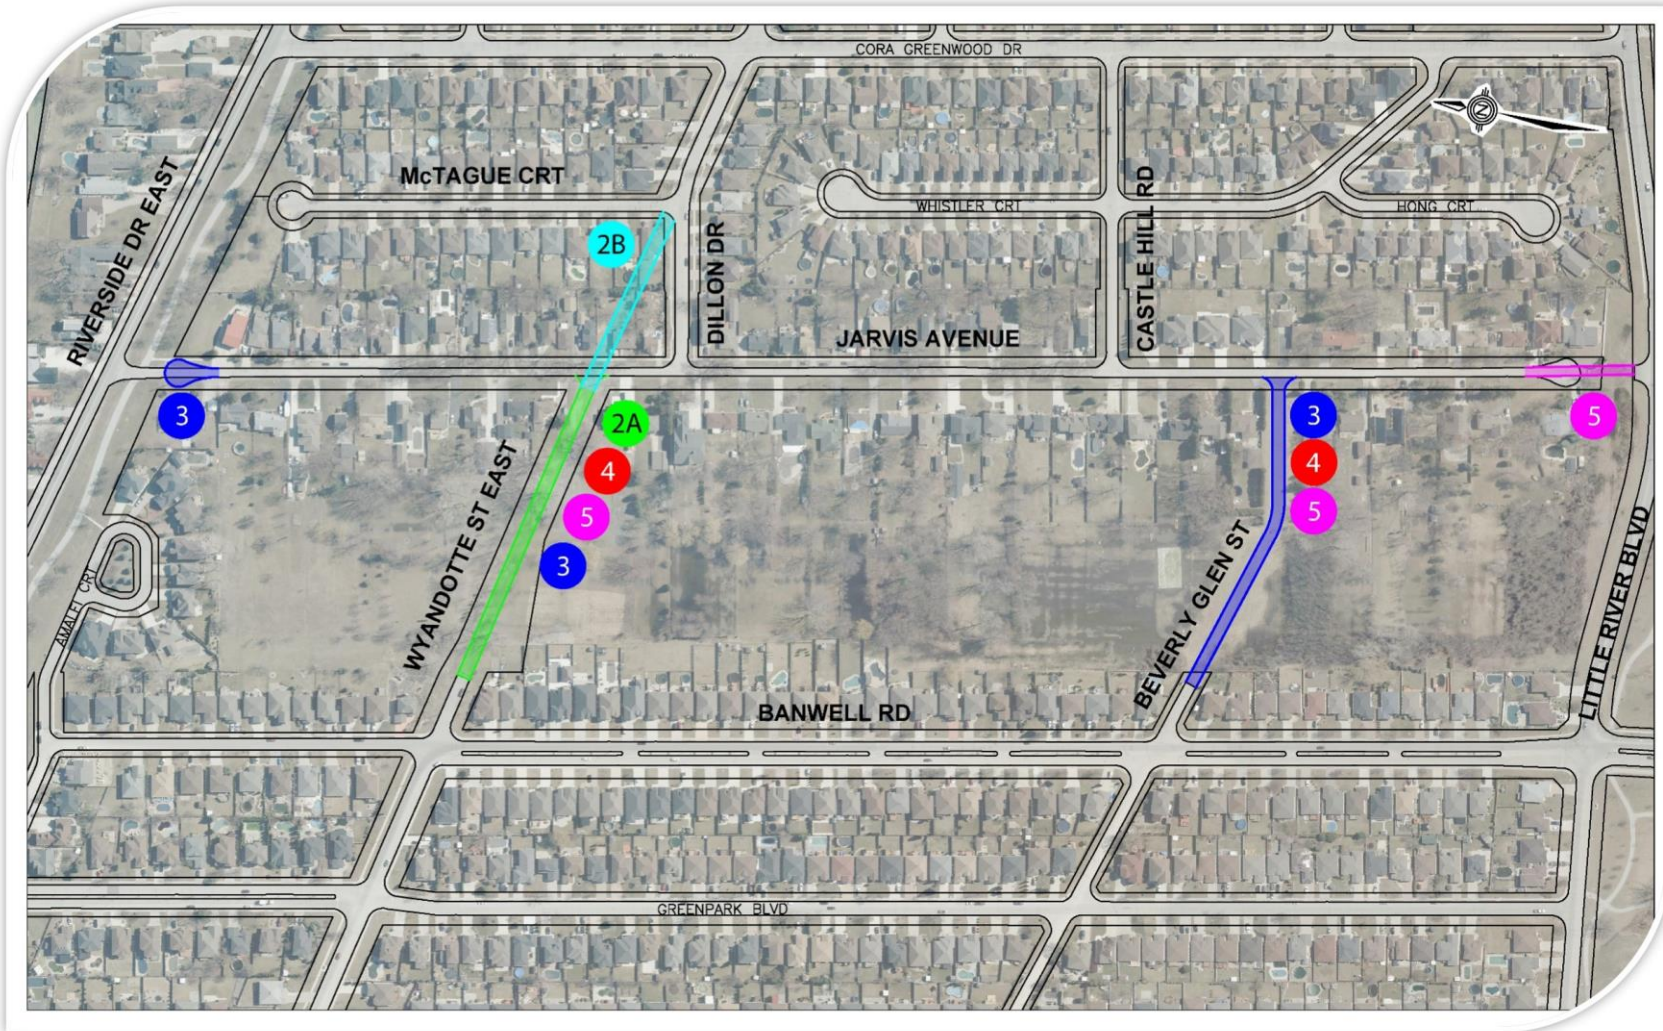 CORA GREENWOOD DR
N
McTAGUE CRT
WHISTLER CRT
HONG CRT.
RIVERSIDE DR EAST
2B
DILLON DR
CASTLE HILL RD
JARVIS AVENUE
3
2A
4
5
3
3
4
5
5
WYANDOTTE ST EAST
AMALFI CRT
BEVERLY GLEN ST
LITTLE RIVER BLVD
BANWELL RD
GREENPARK BLVD